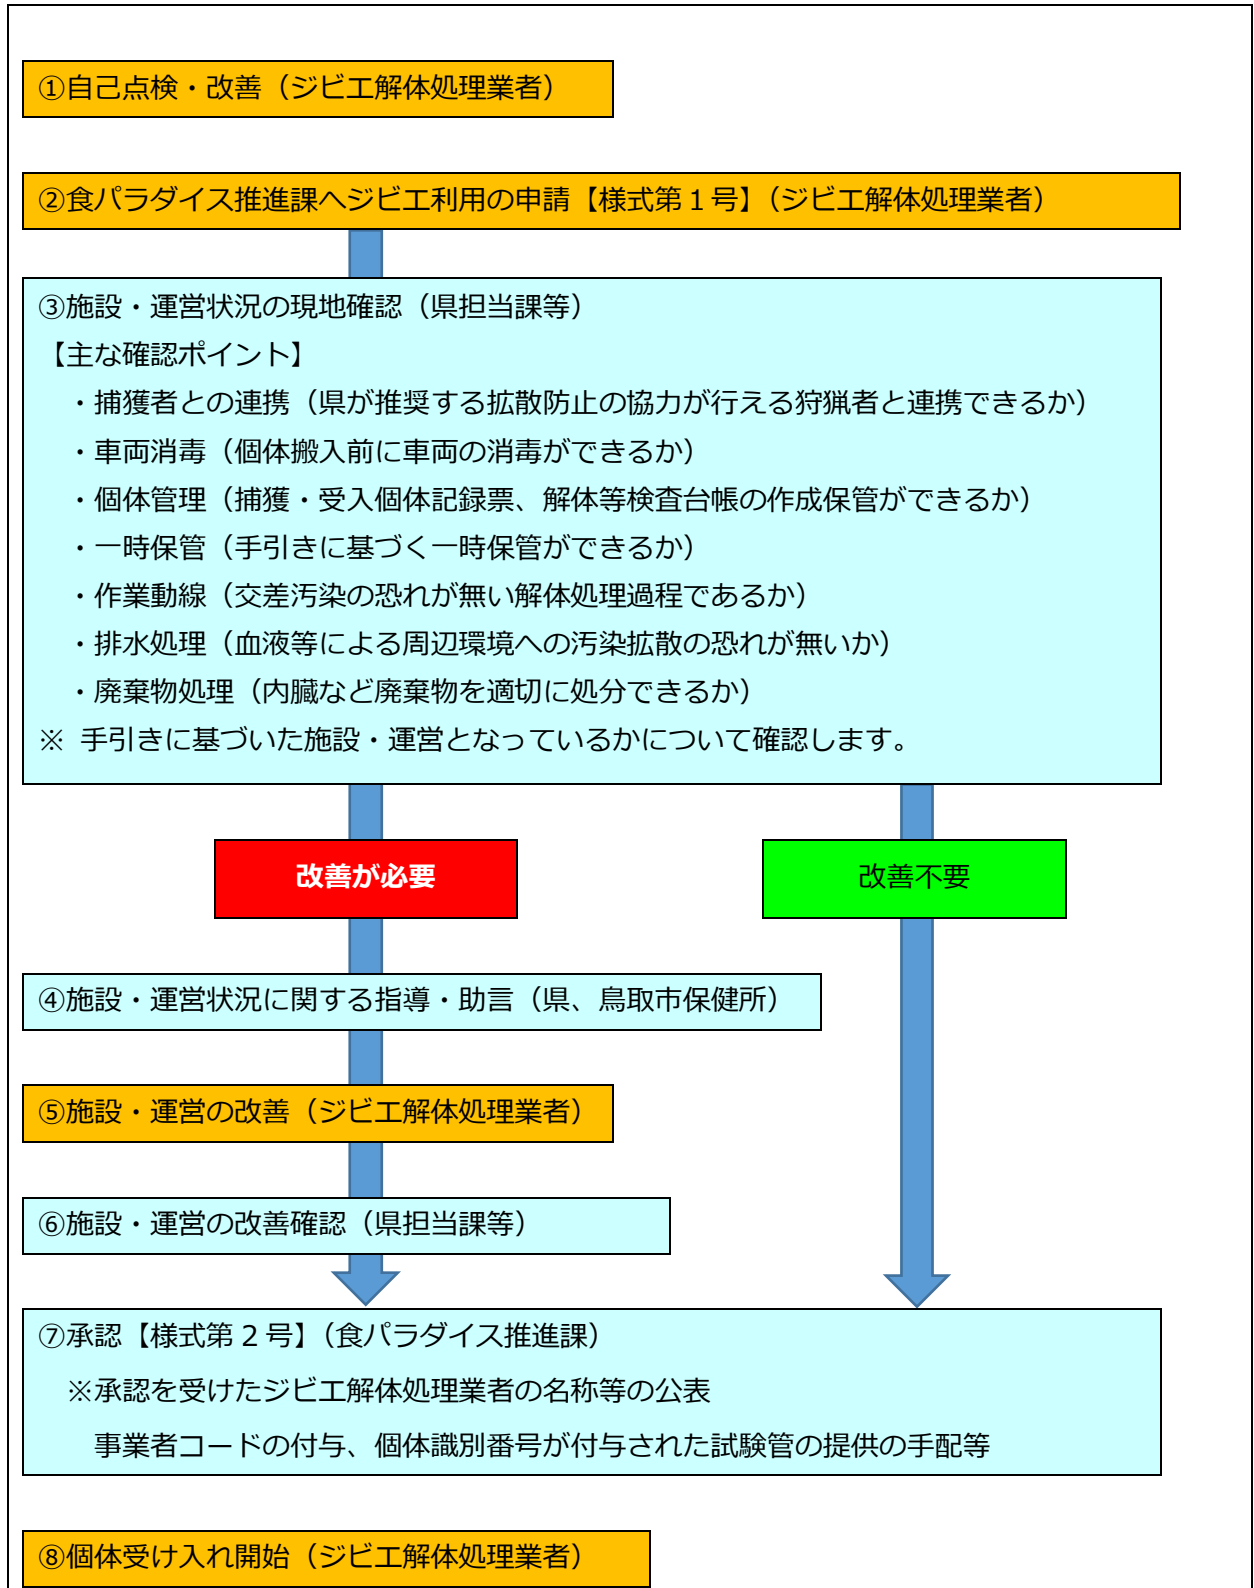 ①自己点検・改善（ジビエ解体処理業者）
②食パラダイス推進課へジビエ利用の申請【様式第１号】（ジビエ解体処理業者）
③施設・運営状況の現地確認（県担当課等）
【主な確認ポイント】
・捕獲者との連携（県が推奨する拡散防止の協力が行える狩猟者と連携できるか）
・車両消毒（個体搬入前に車両の消毒ができるか）
・個体管理（捕獲・受入個体記録票、解体等検査台帳の作成保管ができるか）
・一時保管（手引きに基づく一時保管ができるか）
・作業動線（交差汚染の恐れが無い解体処理過程であるか）
・排水処理（血液等による周辺環境への汚染拡散の恐れが無いか）
・廃棄物処理（内臓など廃棄物を適切に処分できるか）
※ 手引きに基づいた施設・運営となっているかについて確認します。
改善が必要
改善不要
④施設・運営状況に関する指導・助言（県、鳥取市保健所）
⑤施設・運営の改善（ジビエ解体処理業者）
⑥施設・運営の改善確認（県担当課等）
⑦承認【様式第２号】（食パラダイス推進課）
※承認を受けたジビエ解体処理業者の名称等の公表
事業者コードの付与、個体識別番号が付与された試験管の提供の手配等
⑧個体受け入れ開始（ジビエ解体処理業者）